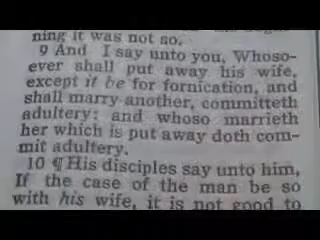 ning it was not so.
9 And I say unto you, Whoso-
ever shall put away his wife,
except it be for fornication, and
shall marry another, committeth
adultery: and whoso marrieth
her which is put away doth com-
mit adultery.
10 ¶ His disciples say unto him,
If the case of the man be so
with his wife, it is not good to